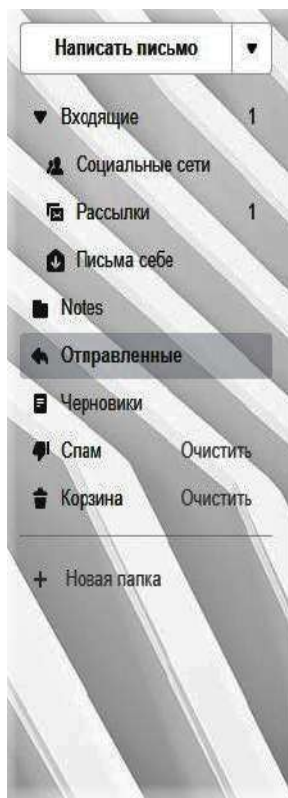 Написать письмо
Входящие 1
Социальные сети
Рассылки 1
Письма себе
Notes
Отправленные
Черновики
Спам Очистить
Корзина Очистить
+ Новая папка